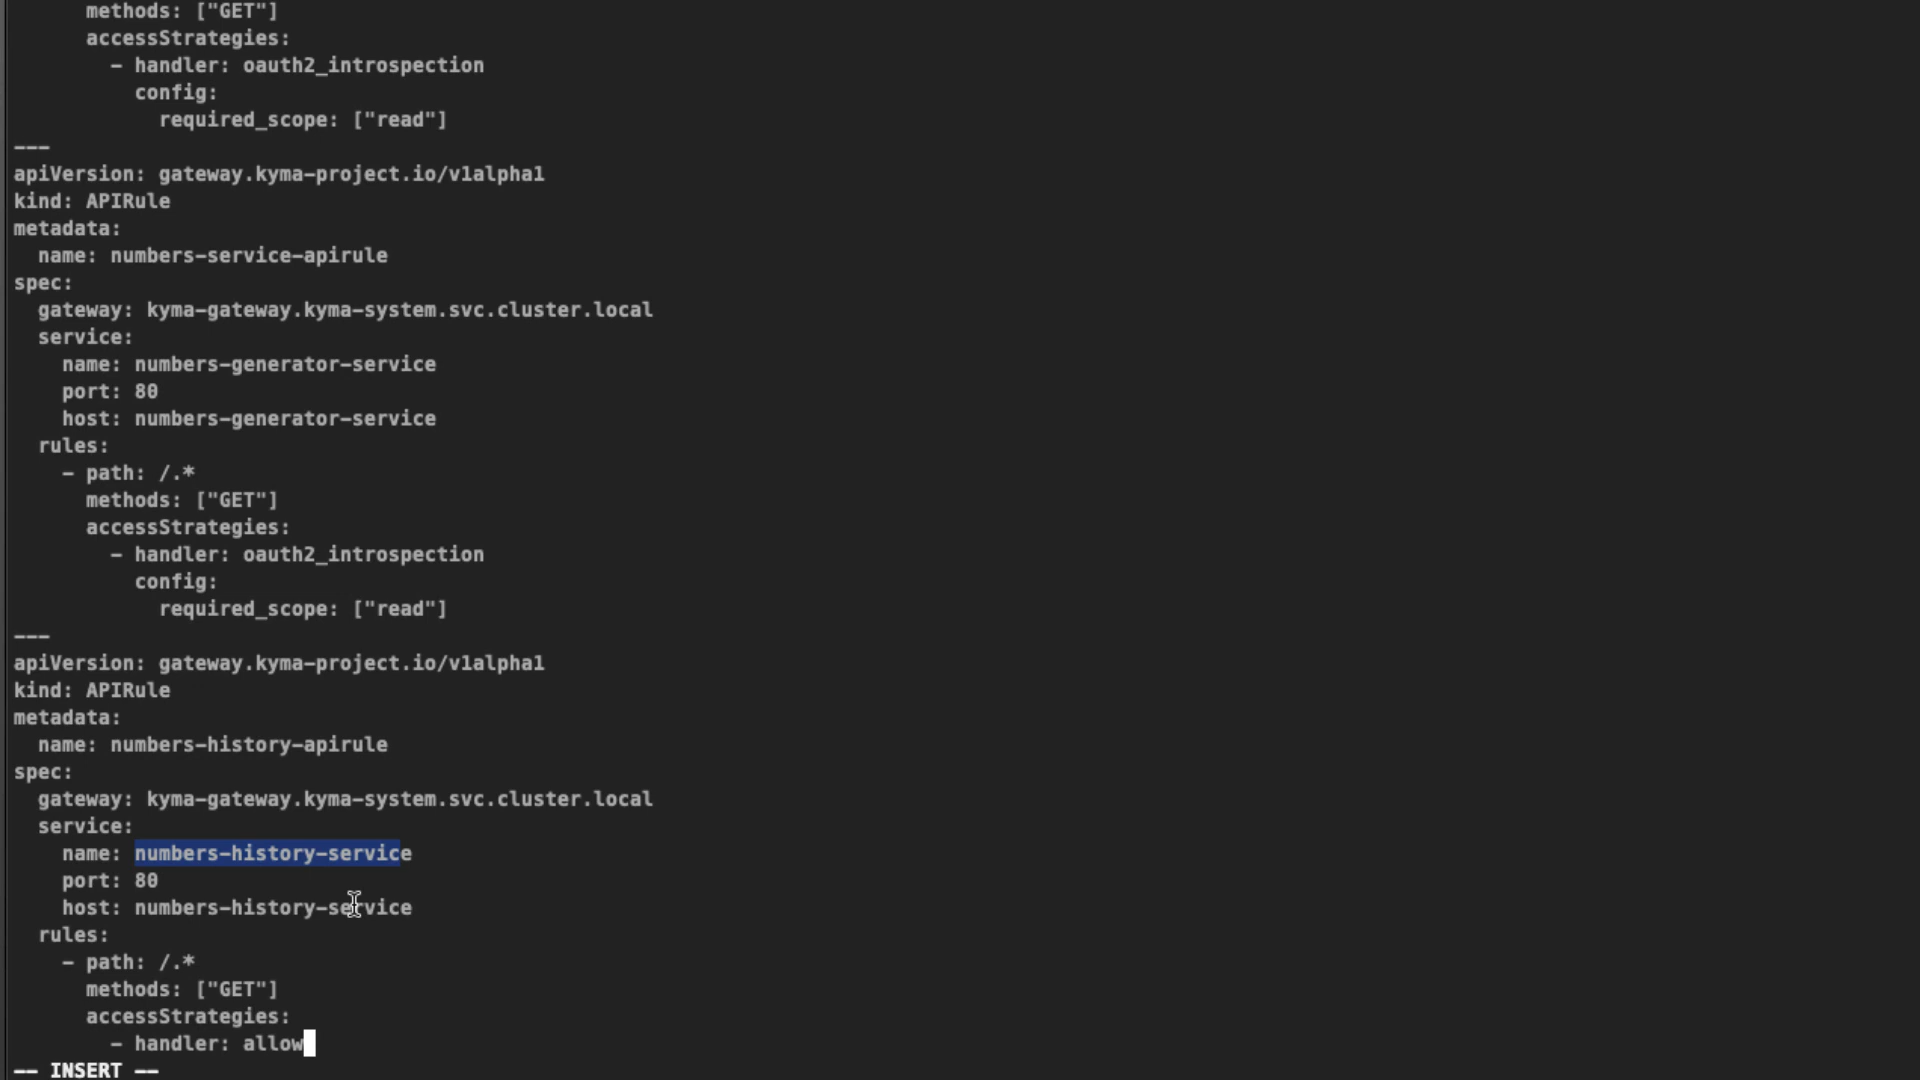 methods: ["GET"]
      accessStrategies:
        - handler: oauth2_introspection
          config:
            required_scope: ["read"]
---
apiVersion: gateway.kyma-project.io/v1alpha1
kind: APIRule
metadata:
  name: numbers-service-apirule
spec:
  gateway: kyma-gateway.kyma-system.svc.cluster.local
  service:
    name: numbers-generator-service
    port: 80
    host: numbers-generator-service
  rules:
    - path: /.*
      methods: ["GET"]
      accessStrategies:
        - handler: oauth2_introspection
          config:
            required_scope: ["read"]
---
apiVersion: gateway.kyma-project.io/v1alpha1
kind: APIRule
metadata:
  name: numbers-history-apirule
spec:
  gateway: kyma-gateway.kyma-system.svc.cluster.local
  service:
    name: numbers-history-service
    port: 80
    host: numbers-history-service
  rules:
    - path: /.*
      methods: ["GET"]
      accessStrategies:
        - handler: allow
-- INSERT --